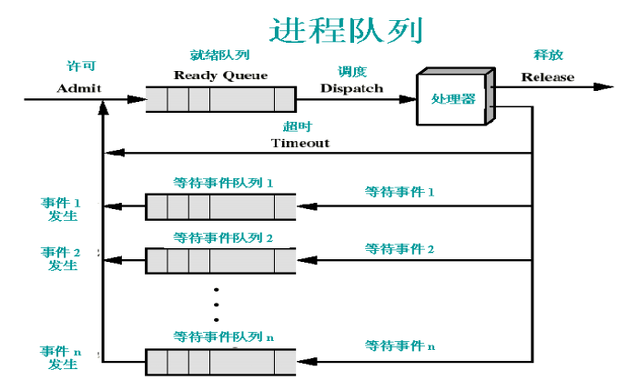 进程队列
许可
Admit
就绪队列
Ready Queue
调度
Dispatch
处理器
释放
Release
超时
Timeout
事件 1
发生
等待事件队列 1
等待事件 1
事件 2
发生
等待事件队列 2
等待事件 2
事件 n
发生
等待事件队列 n
等待事件 n